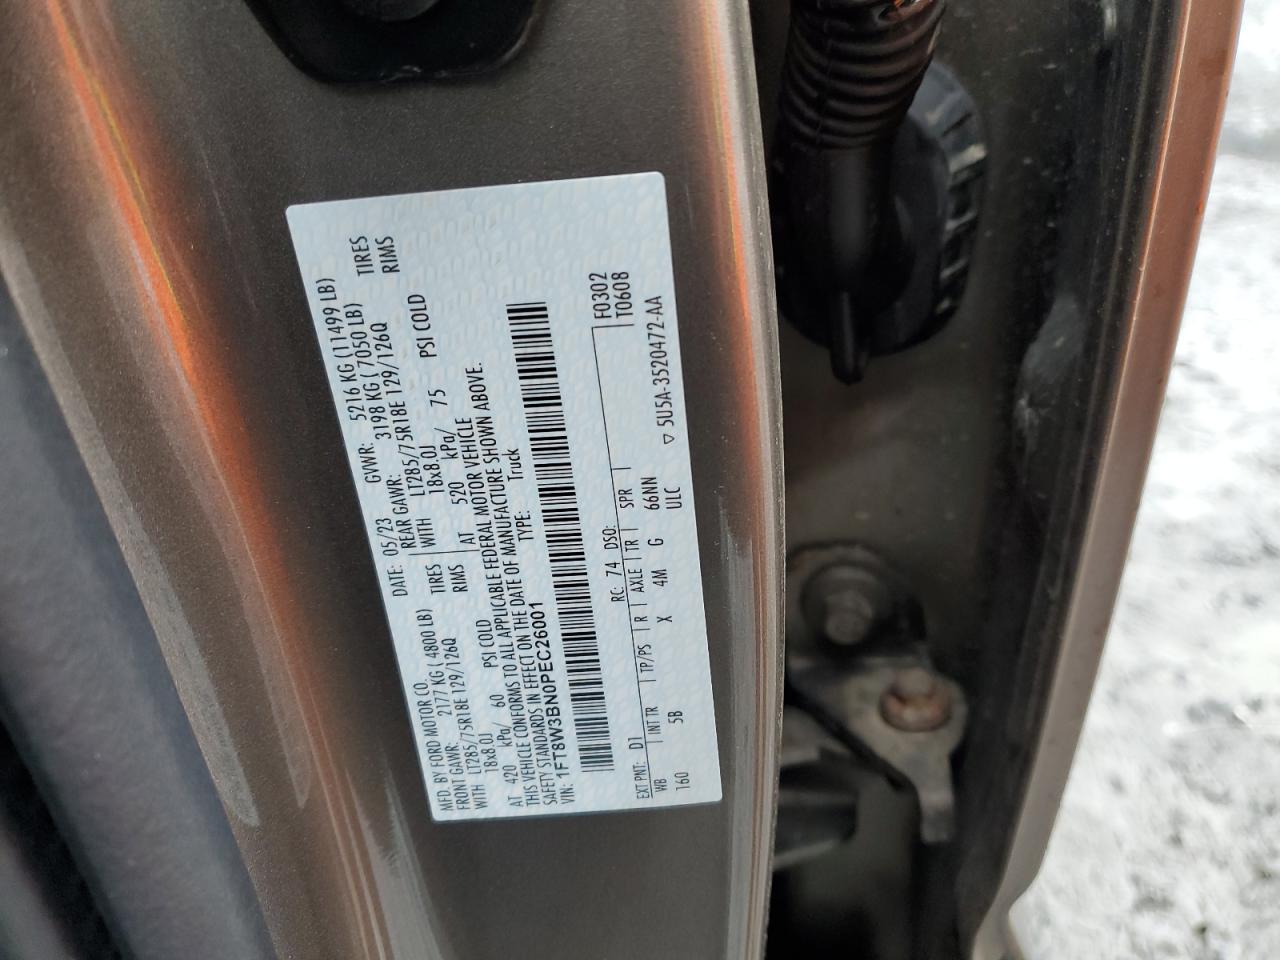 MFD. BY FORD MOTOR CO.
DATE: 05/23 GVWR: 5216 KG (11499 LB)
FRONT GAWR: 2177 KG ( 4800 LB) REAR GAWR: 3198 KG ( 7050 LB)
WITH LT285/75R18E 129/126Q TIRES WITH LT285/75R18E 129/126Q TIRES
18x8.0J RIMS 18x8.0J RIMS
AT 420 kPa/ 60 PSI COLD AT 520 kPa/ 75 PSI COLD
THIS VEHICLE CONFORMS TO ALL APPLICABLE FEDERAL MOTOR VEHICLE
SAFETY STANDARDS IN EFFECT ON THE DATE OF MANUFACTURE SHOWN ABOVE.
VIN: 1FT8W3BN0PEC26001 TYPE: Truck
F0302
EXT PNT: D1 RC: 74 DSO: T0608
WB INT TR TP/PS R AXLE TR SPR
160 5B X 4M G 66NN
ULC ▽ 5U5A-3520472-AA